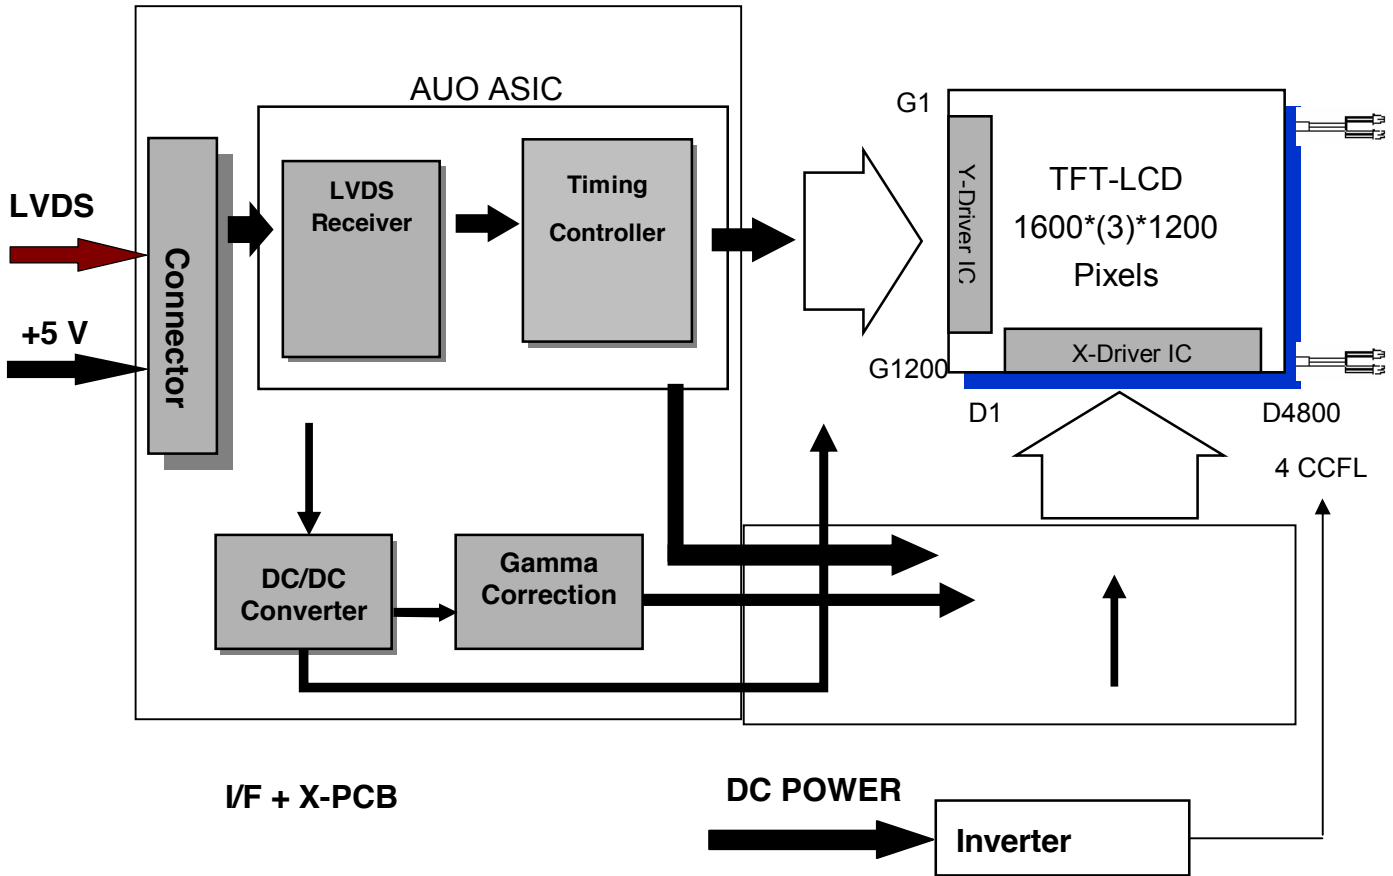 AUO ASIC
G1
LVDS
+5 V
Connector
LVDS
Receiver
Timing
Controller
Y-Driver IC
TFT-LCD
1600*(3)*1200
Pixels
X-Driver IC
G1200
D1
D4800
4 CCFL
DC/DC
Converter
Gamma
Correction
I/F + X-PCB
DC POWER
Inverter